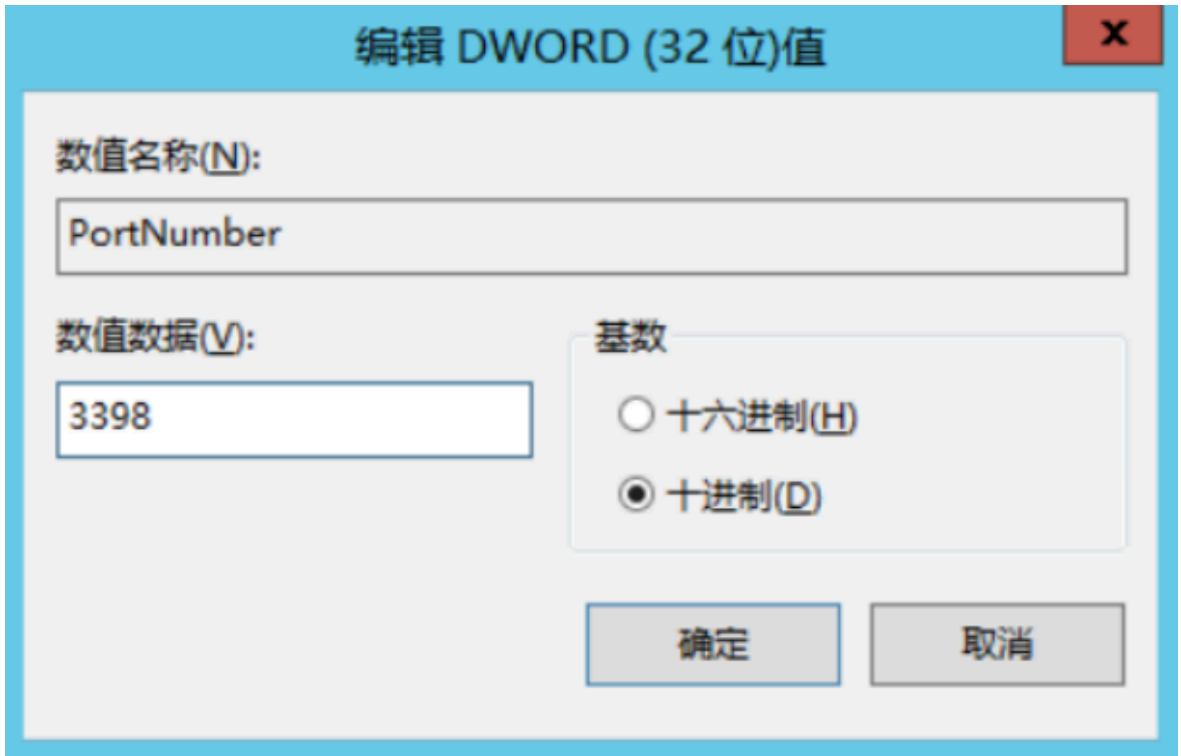 编辑 DWORD (32 位)值
x
数值名称(N):
PortNumber
数值数据(V):
3398
基数
十六进制(H)
十进制(D)
确定
取消